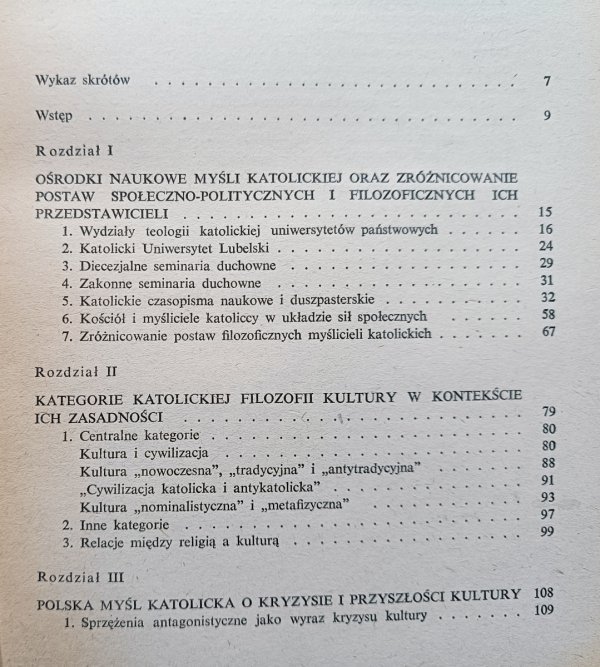 Wykaz skrótów . . . . . . . . . . . . . . . . . . . . . 7
Wstęp . . . . . . . . . . . . . . . . . . . . . . . . . 9
Rozdział I
OŚRODKI NAUKOWE MYŚLI KATOLICKIEJ ORAZ ZRÓŻNICOWANIE
POSTAW SPOŁECZNO-POLITYCZNYCH I FILOZOFICZNYCH ICH
PRZEDSTAWICIELI . . . . . . . . . . . . . . . . . . . . 15
1. Wydziały teologii katolickiej uniwersytetów państwowych . . . . . . 16
2. Katolicki Uniwersytet Lubelski . . . . . . . . . . . . . . . 24
3. Diecezjalne seminaria duchowne . . . . . . . . . . . . . . 29
4. Zakonne seminaria duchowne . . . . . . . . . . . . . . . 31
5. Katolickie czasopisma naukowe i duszpasterskie . . . . . . . . . 32
6. Kościół i myśliciele katoliccy w układzie sił społecznych . . . . . 58
7. Zróżnicowanie postaw filozoficznych myślicieli katolickich . . . . . 67
Rozdział II
KATEGORIE KATOLICKIEJ FILOZOFII KULTURY W KONTEKŚCIE
ICH ZASADNOŚCI . . . . . . . . . . . . . . . . . . . . 79
1. Centralne kategorie . . . . . . . . . . . . . . . . . . . 80
Kultura i cywilizacja . . . . . . . . . . . . . . . . . . . 80
Kultura „nowoczesna”, „tradycyjna” i „antytradycyjna” . . . . . . . 88
„Cywilizacja katolicka i antykatolicka” . . . . . . . . . . . . . 91
Kultura „nominalistyczna” i „metafizyczna” . . . . . . . . . . . 93
2. Inne kategorie . . . . . . . . . . . . . . . . . . . . . 97
3. Relacje między religią a kulturą . . . . . . . . . . . . . . . 99
Rozdział III
POLSKA MYŚL KATOLICKA O KRYZYSIE I PRZYSZŁOŚCI KULTURY 108
1. Sprzężenia antagonistyczne jako wyraz kryzysu kultury . . . . . . 109